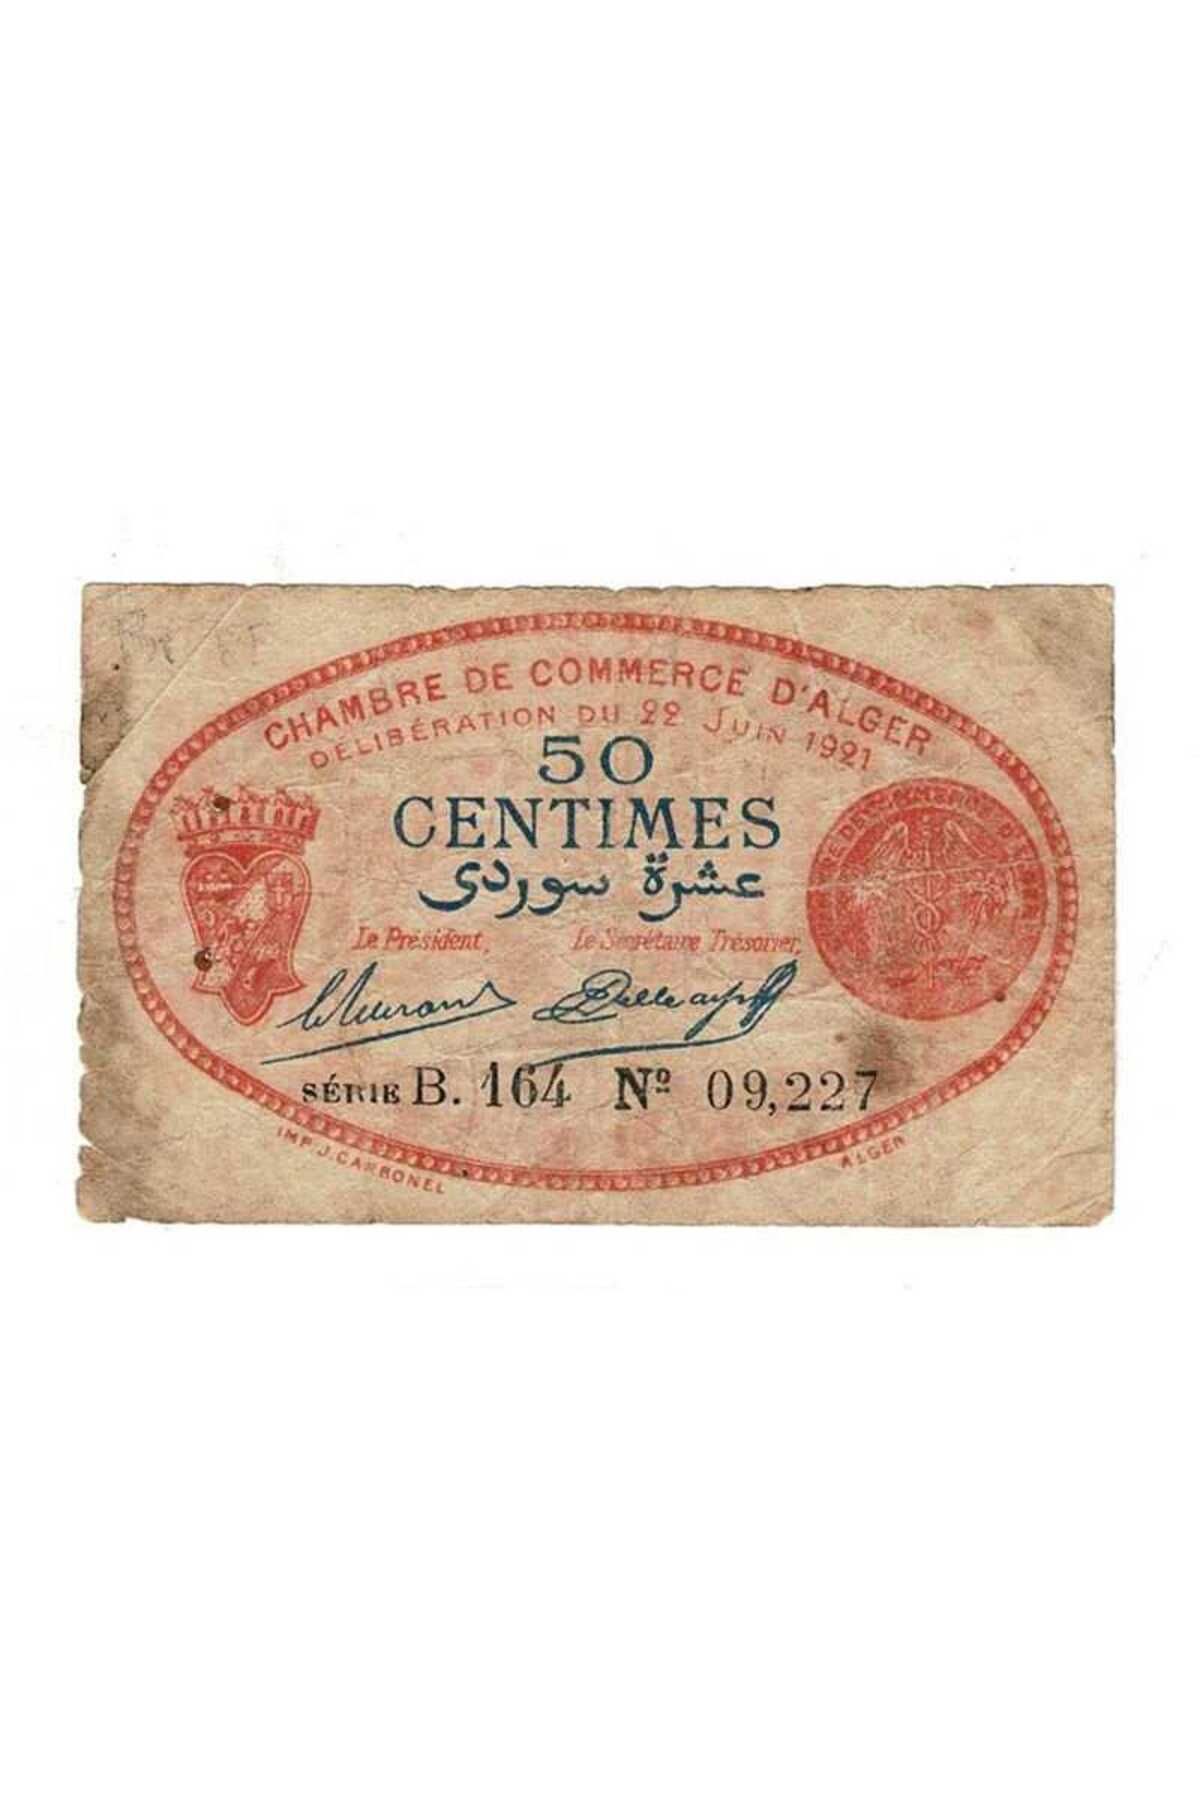 CHAMBRE DE COMMERCE D'ALGER
DÉLIBÉRATION DU 22 JUIN 1921
50
CENTIMES
عشرة سوردي
Le Président, Le Secrétaire Trésorier,
SÉRIE B. 164 Nº 09,227
IMP. J. CARBONEL ALGER